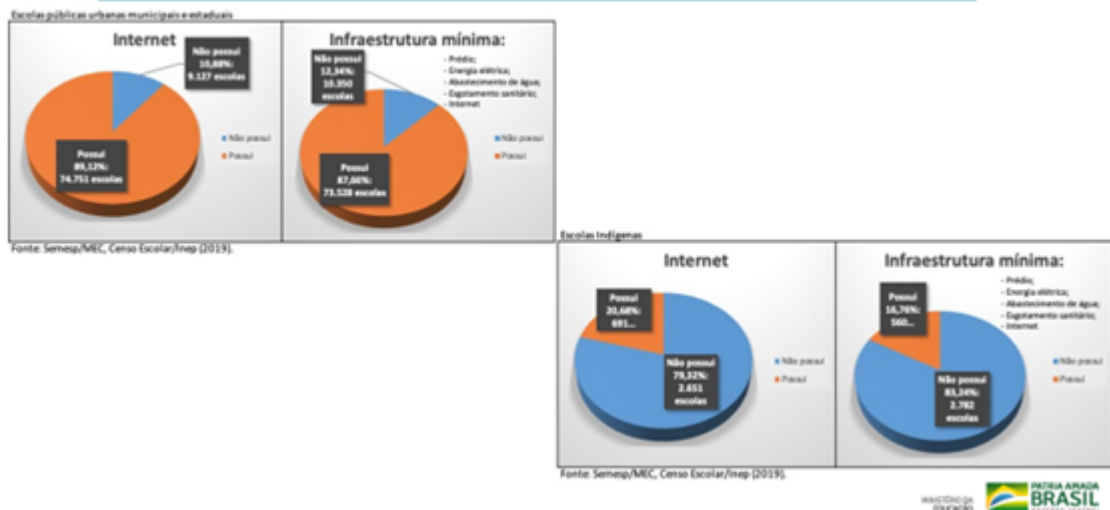 Escolas públicas urbanas municipais e estaduais
Internet
Não possui
10,88%:
9.127 escolas
Possui
89,12%:
74.751 escolas
Não possui
Possui
Infraestrutura mínima:
- Prédio;
- Energia elétrica;
- Abastecimento de água;
- Esgotamento sanitário;
- Internet
Não possui
12,34%:
10.350
escolas
Possui
87,66%:
73.528 escolas
Não possui
Possui
Fonte: Semesp/MEC, Censo Escolar/Inep (2019).
Escolas Indígenas
Internet
Possui
20,68%:
691...
Não possui
79,32%:
2.651
escolas
Não possui
Possui
Infraestrutura mínima:
- Prédio;
- Energia elétrica;
- Abastecimento de água;
- Esgotamento sanitário;
- Internet
Possui
16,76%:
560...
Não possui
83,24%:
2.782
escolas
Não possui
Possui
Fonte: Semesp/MEC, Censo Escolar/Inep (2019).
MINISTÉRIO DA
EDUCAÇÃO
PÁTRIA AMADA
BRASIL